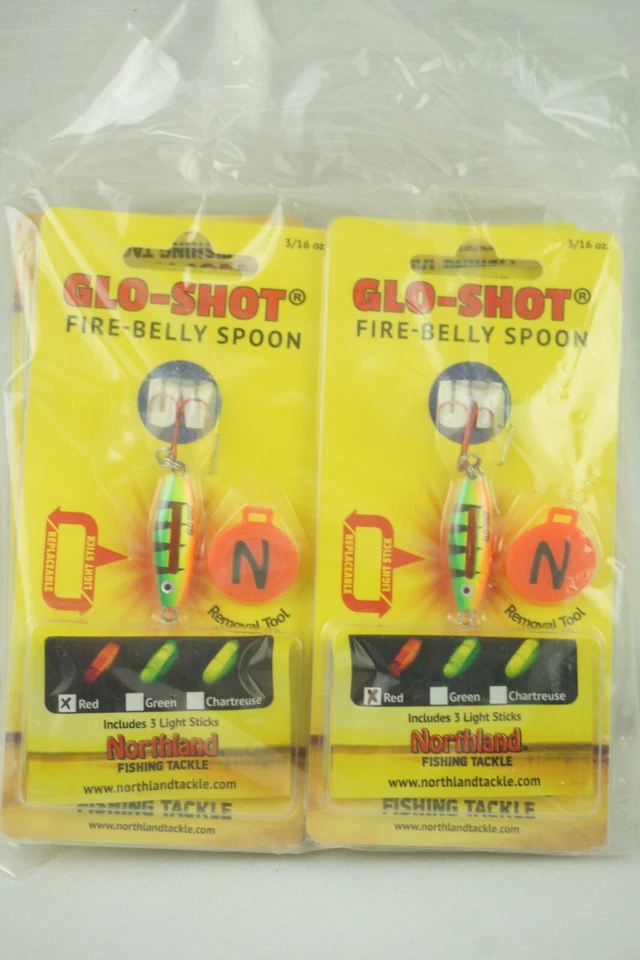 3/16 oz
GLO-SHOT®
FIRE-BELLY SPOON
REPLACEABLE
LIGHT STICK
N
Removal Tool
X Red Green Chartreuse
Includes 3 Light Sticks
Northland®
FISHING TACKLE
www.northlandtackle.com
FISHING TACKLE
www.northlandtackle.com
3/16 oz
GLO-SHOT®
FIRE-BELLY SPOON
REPLACEABLE
LIGHT STICK
N
Removal Tool
X Red Green Chartreuse
Includes 3 Light Sticks
Northland®
FISHING TACKLE
www.northlandtackle.com
FISHING TACKLE
www.northlandtackle.com